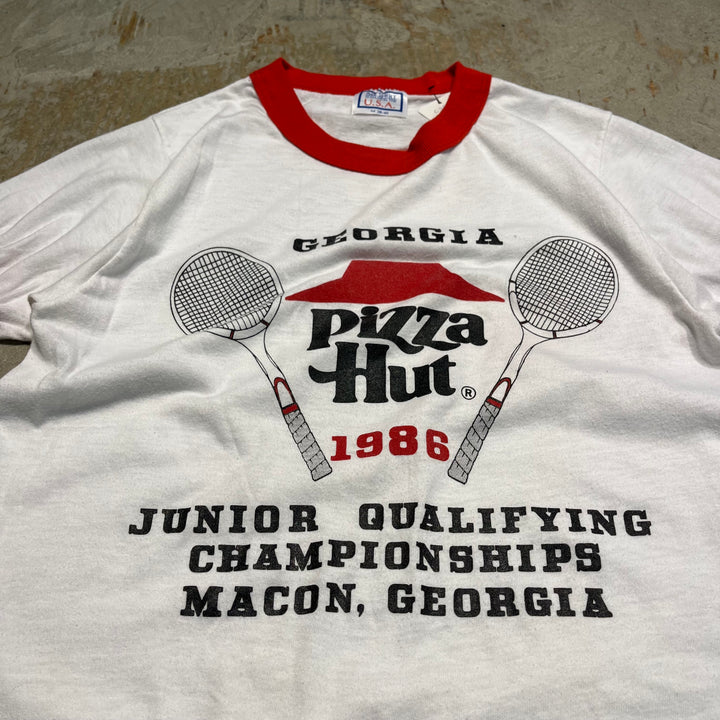 U.S.A.
GEORGIA
Pizza
Hut®
1986
JUNIOR QUALIFYING
CHAMPIONSHIPS
MACON, GEORGIA